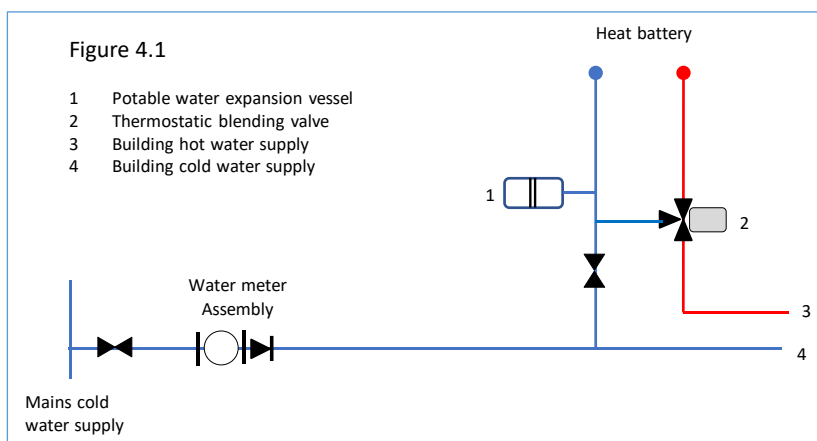 Figure 4.1
Heat battery
1 Potable water expansion vessel
2 Thermostatic blending valve
3 Building hot water supply
4 Building cold water supply
1
2
Water meter
Assembly
3
4
Mains cold
water supply